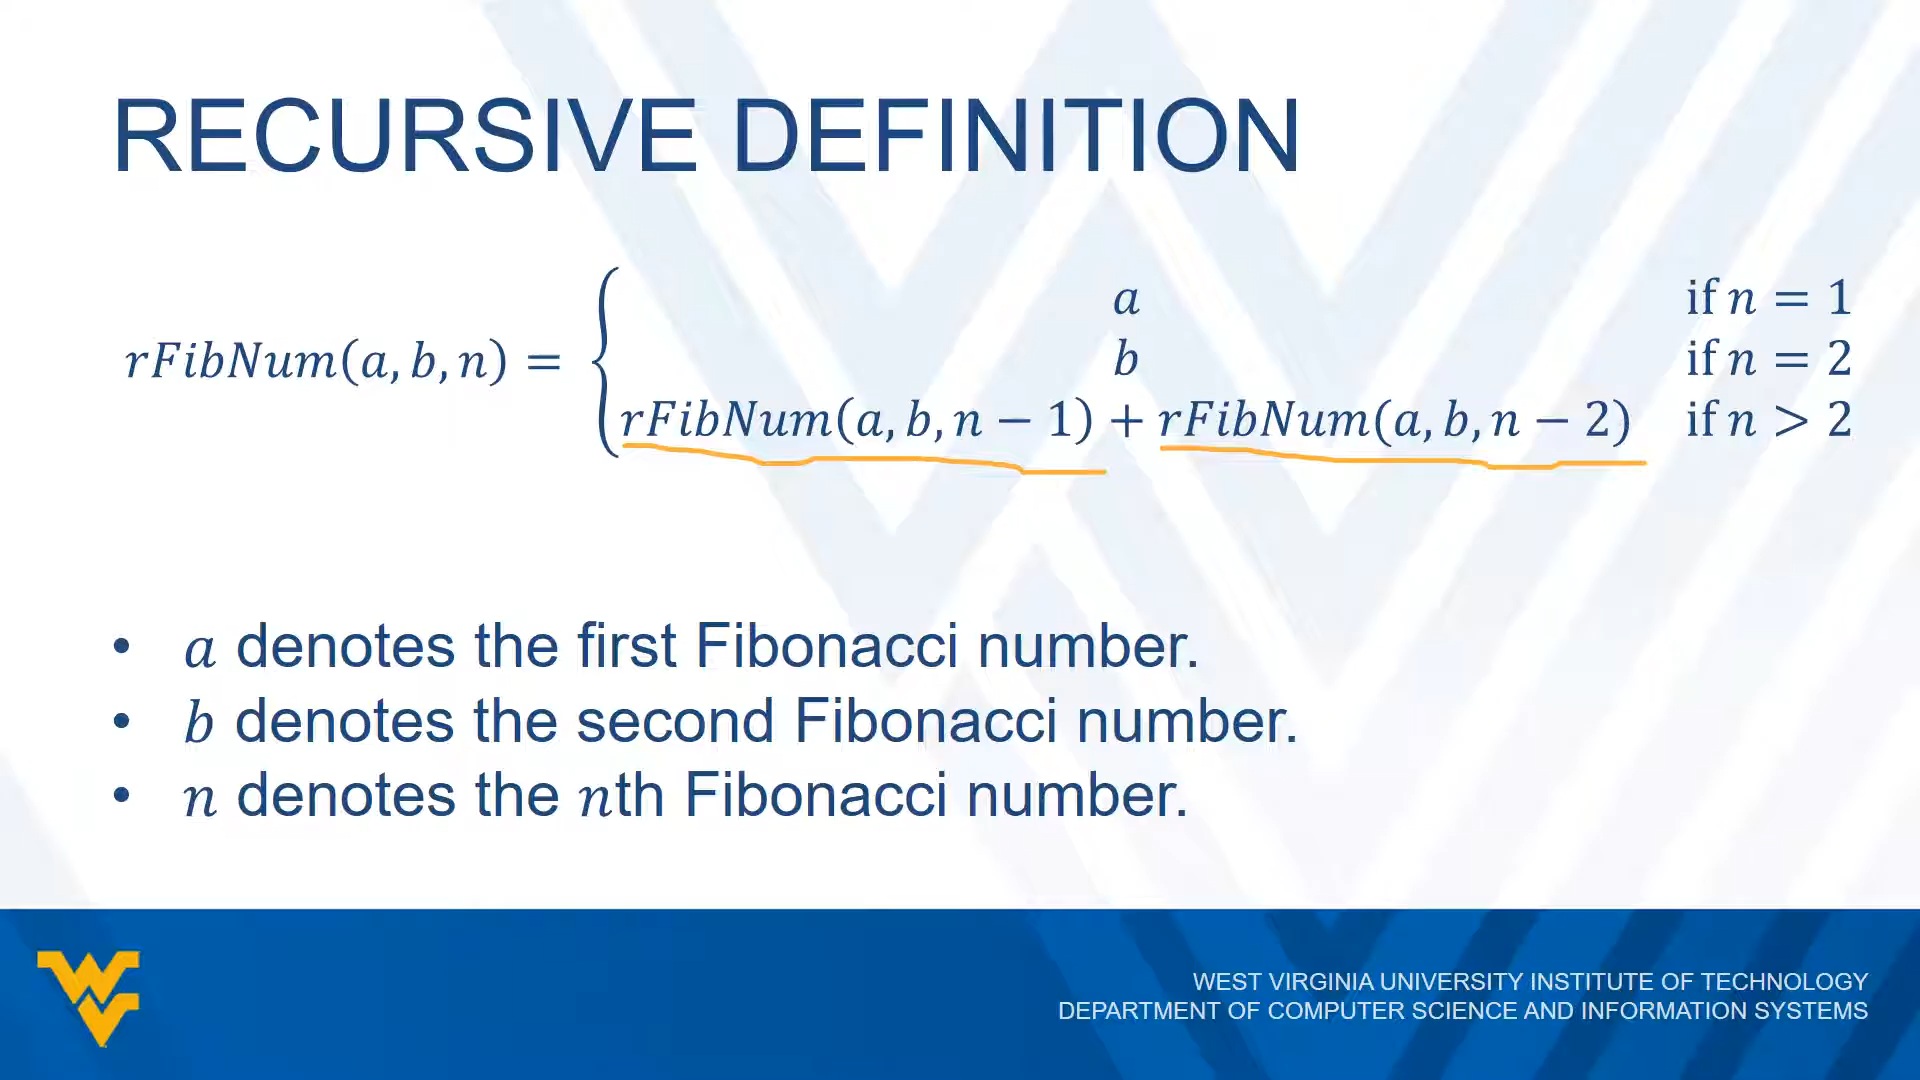 RECURSIVE DEFINITION
a if n = 1
rFibNum(a, b, n) = { b if n = 2
rFibNum(a, b, n − 1) + rFibNum(a, b, n − 2) if n > 2
• a denotes the first Fibonacci number.
• b denotes the second Fibonacci number.
• n denotes the nth Fibonacci number.
WEST VIRGINIA UNIVERSITY INSTITUTE OF TECHNOLOGY
DEPARTMENT OF COMPUTER SCIENCE AND INFORMATION SYSTEMS